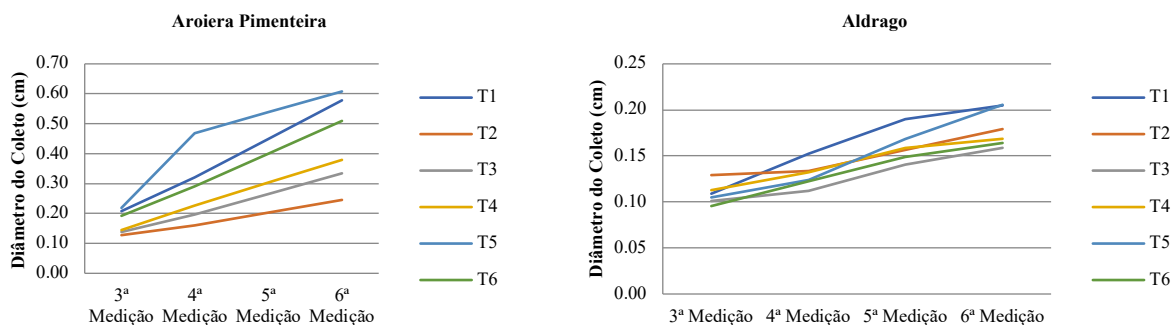 Aroiera Pimenteira
Diâmetro do Coleto (cm)
0.70
0.60
0.50
0.40
0.30
0.20
0.10
0.00
3ª Medição
4ª Medição
5ª Medição
6ª Medição
T1
T2
T3
T4
T5
T6
Aldrago
Diâmetro do Coleto (cm)
0.25
0.20
0.15
0.10
0.05
0.00
3ª Medição 4ª Medição 5ª Medição 6ª Medição
T1
T2
T3
T4
T5
T6